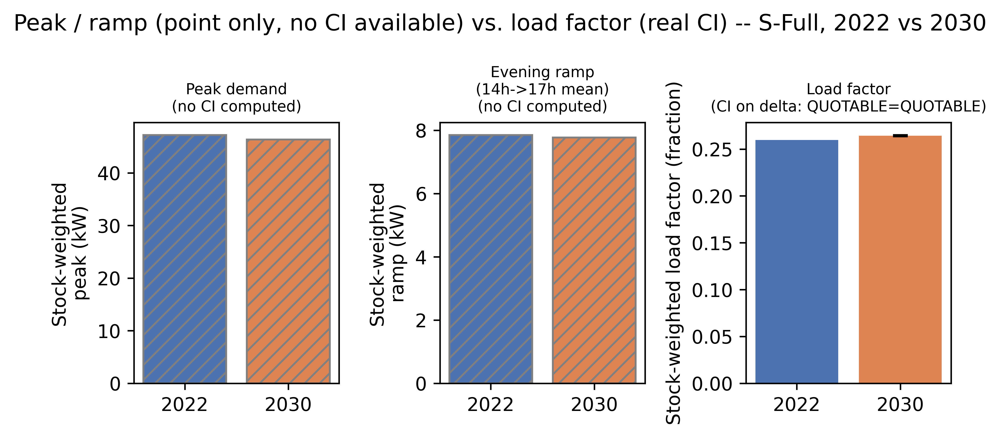 Peak / ramp (point only, no CI available) vs. load factor (real CI) -- S-Full, 2022 vs 2030
Peak demand
(no CI computed)
Stock-weighted
peak (kW)
40
30
20
10
0
2022
2030
Evening ramp
(14h->17h mean)
(no CI computed)
Stock-weighted
ramp (kW)
8
6
4
2
0
2022
2030
Load factor
(CI on delta: QUOTABLE=QUOTABLE)
Stock-weighted load factor (fraction)
0.25
0.20
0.15
0.10
0.05
0.00
2022
2030